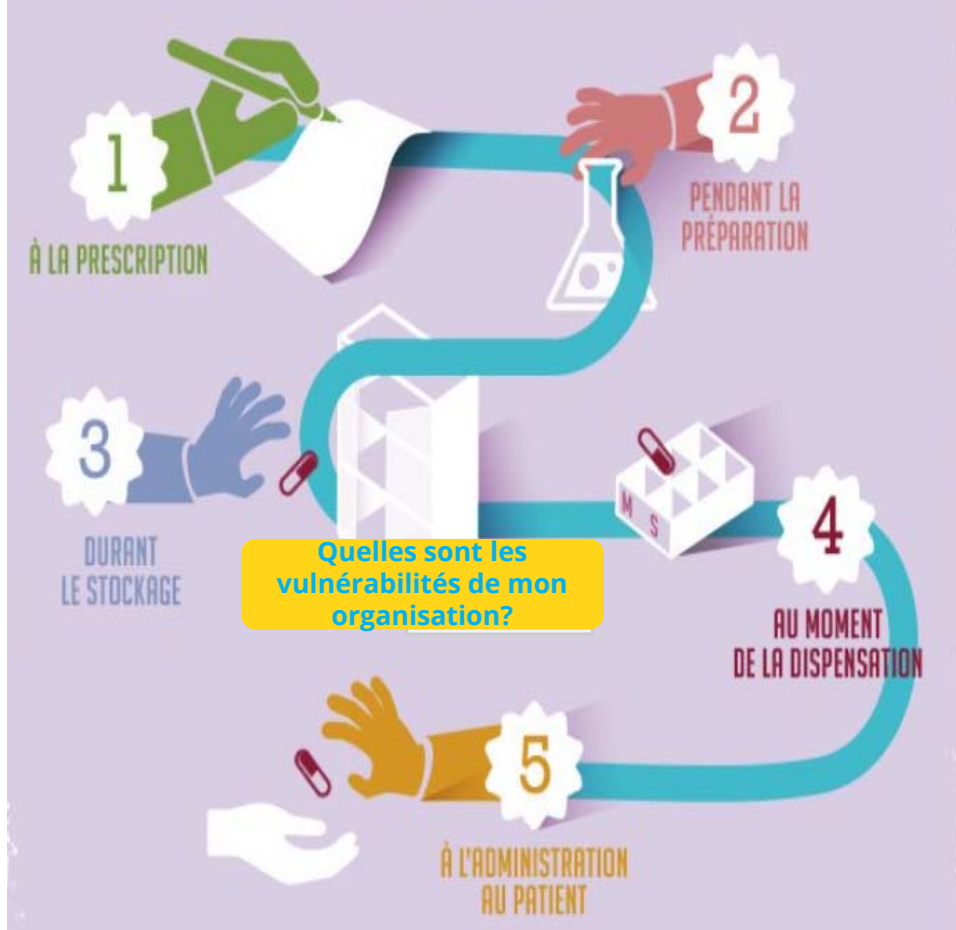 1
À LA PRESCRIPTION
2
PENDANT LA
PRÉPARATION
3
DURANT
LE STOCKAGE
M S
4
AU MOMENT
DE LA DISPENSATION
Quelles sont les
vulnérabilités de mon
organisation?
5
À L'ADMINISTRATION
AU PATIENT